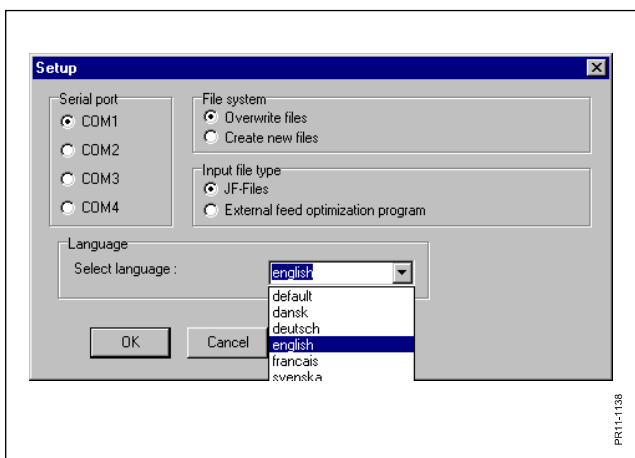 Setup
Serial port
COM1
COM2
COM3
COM4
File system
Overwrite files
Create new files
Input file type
JF-Files
External feed optimization program
Language
Select language :
english
default
dansk
deutsch
english
francais
svenska
OK
Cancel
PR11-1138